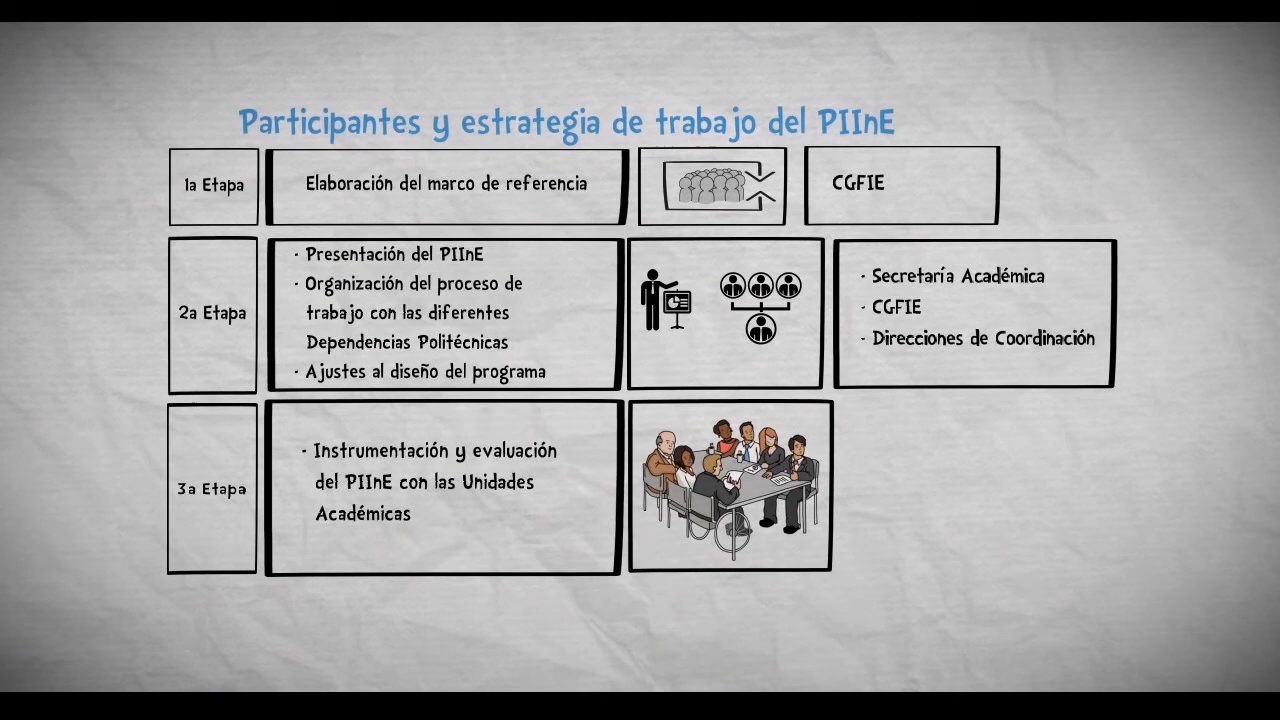 Participantes y estrategia de trabajo del PIInE
1a Etapa
Elaboración del marco de referencia
CGFIE
2a Etapa
· Presentación del PIInE
· Organización del proceso de
trabajo con las diferentes
Dependencias Politécnicas
· Ajustes al diseño del programa
· Secretaría Académica
· CGFIE
· Direcciones de Coordinación
3a Etapa
· Instrumentación y evaluación
del PIInE con las Unidades
Académicas